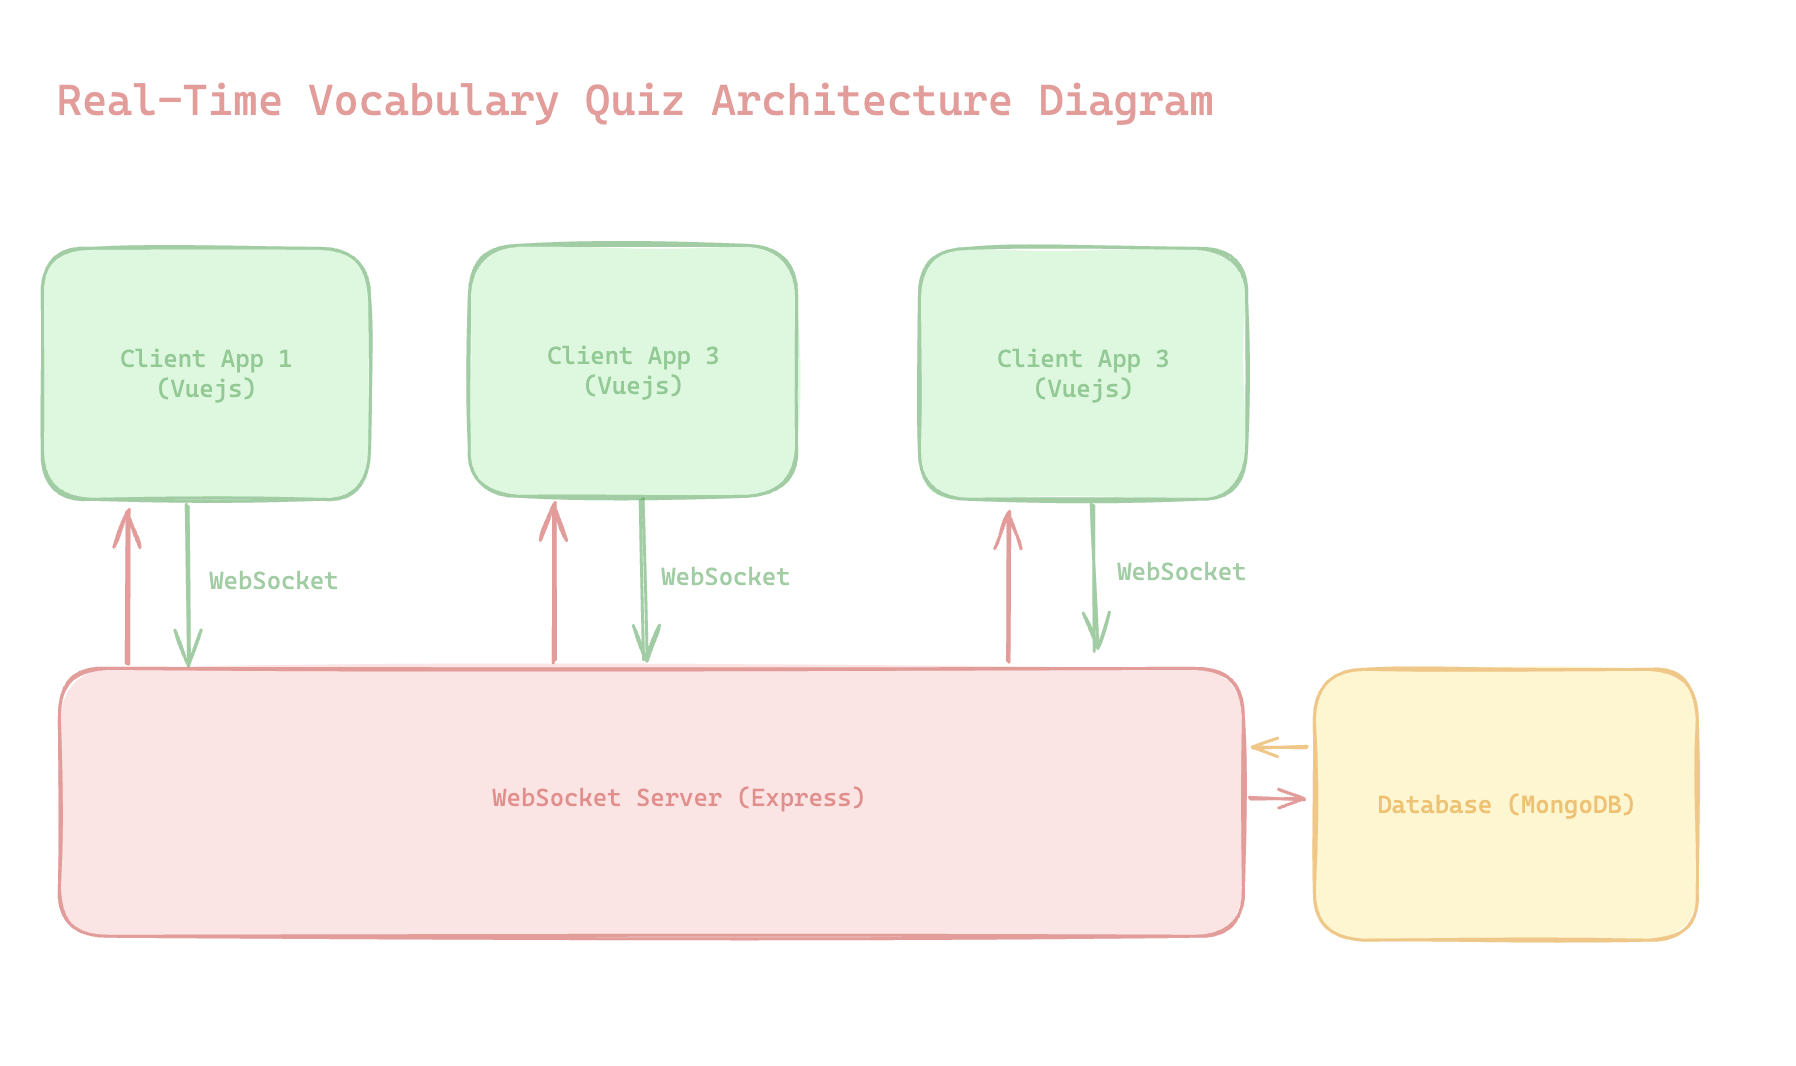 Real-Time Vocabulary Quiz Architecture Diagram
Client App 1
(Vuejs)
Client App 3
(Vuejs)
Client App 3
(Vuejs)
WebSocket
WebSocket
WebSocket
WebSocket Server (Express)
Database (MongoDB)